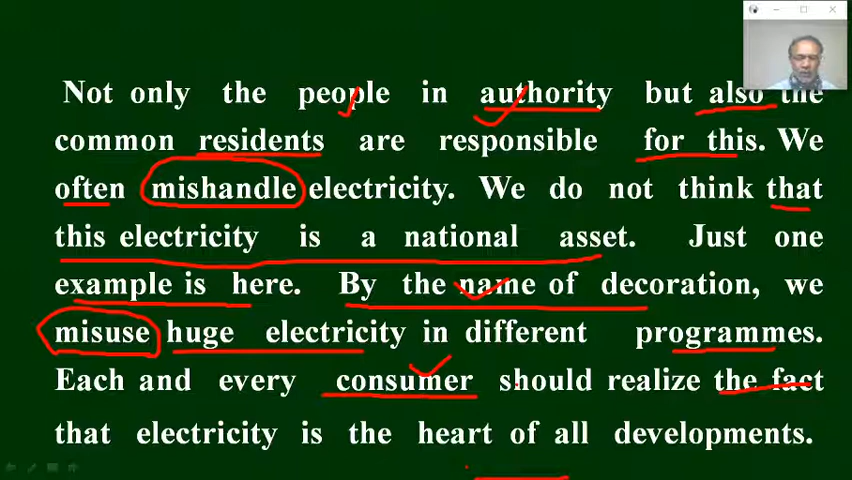 Not only the people in authority but also the
common residents are responsible for this. We
often mishandle electricity. We do not think that
this electricity is a national asset. Just one
example is here. By the name of decoration, we
misuse huge electricity in different programmes.
Each and every consumer should realize the fact
that electricity is the heart of all developments.